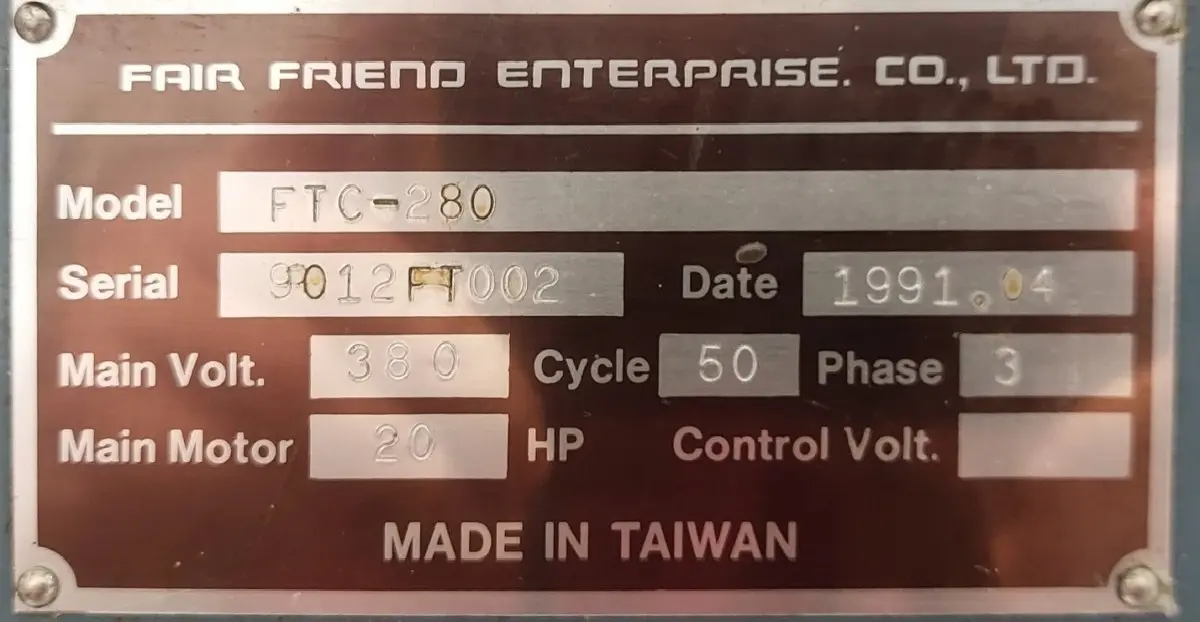 FAIR FRIEND ENTERPRISE. CO., LTD.
Model FTC-280
Serial 9012FT002 Date 1991.04
Main Volt. 380 Cycle 50 Phase 3
Main Motor 20 HP Control Volt.
MADE IN TAIWAN